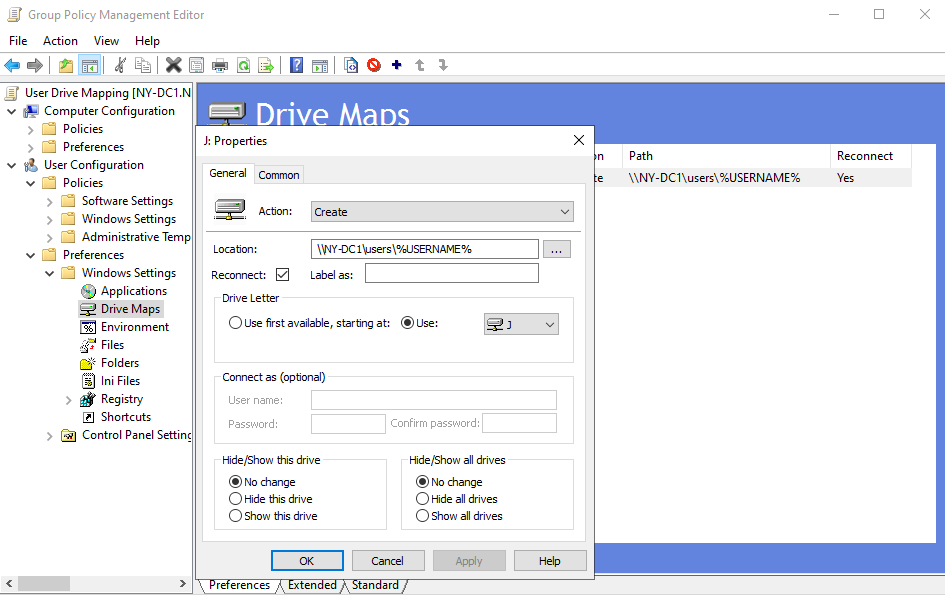 Group Policy Management Editor
File Action View Help
User Drive Mapping [NY-DC1.N
Computer Configuration
Policies
Preferences
User Configuration
Policies
Software Settings
Windows Settings
Administrative Temp
Preferences
Windows Settings
Applications
Drive Maps
Environment
Files
Folders
Ini Files
Registry
Shortcuts
Control Panel Setting
Drive Maps
on Path Reconnect
te \\NY-DC1\users\%USERNAME% Yes
J: Properties
General Common
Action: Create
Location: \\NY-DC1\users\%USERNAME% ...
Reconnect: Label as:
Drive Letter
Use first available, starting at: Use: J
Connect as (optional)
User name:
Password: Confirm password:
Hide/Show this drive
No change
Hide this drive
Show this drive
Hide/Show all drives
No change
Hide all drives
Show all drives
OK Cancel Apply Help
Preferences Extended Standard